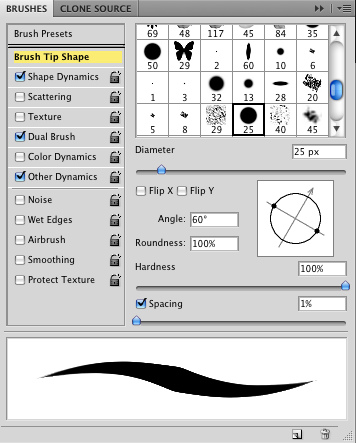 BRUSHES CLONE SOURCE
Brush Presets
Brush Tip Shape
Shape Dynamics
Scattering
Texture
Dual Brush
Color Dynamics
Other Dynamics
Noise
Wet Edges
Airbrush
Smoothing
Protect Texture
69 48 117 45 84 35
50 29 2 60 10 6
1 3 32 13 28 20
5 8 29 25 40 45
Diameter 25 px
Flip X Flip Y
Angle: 60°
Roundness: 100%
Hardness 100%
Spacing 1%